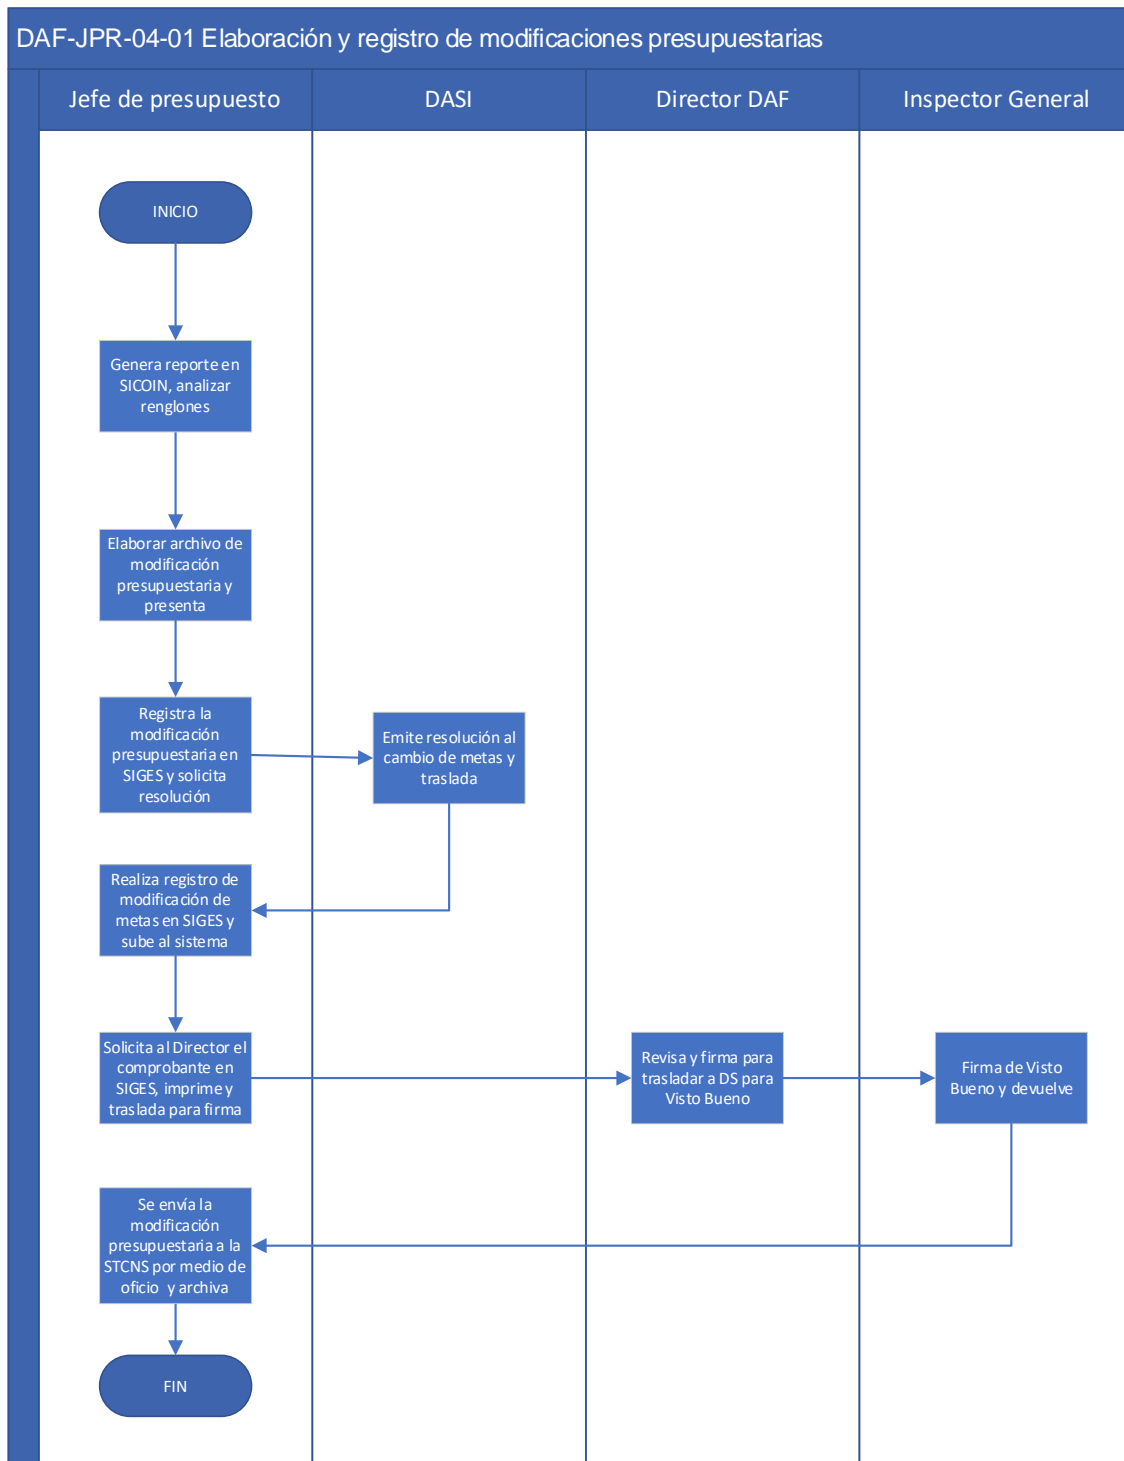 DAF-JPR-04-01 Elaboración y registro de modificaciones presupuestarias
Jefe de presupuesto
DASI
Director DAF
Inspector General
INICIO
Genera reporte en
SICOIN, analizar
renglones
Elaborar archivo de
modificación
presupuestaria y
presenta
Registra la
modificación
presupuestaria en
SIGES y solicita
resolución
Emite resolución al
cambio de metas y
traslada
Realiza registro de
modificación de
metas en SIGES y
sube al sistema
Solicita al Director el
comprobante en
SIGES, imprime y
traslada para firma
Revisa y firma para
trasladar a DS para
Visto Bueno
Firma de Visto
Bueno y devuelve
Se envía la
modificación
presupuestaria a la
STCNS por medio de
oficio y archiva
FIN